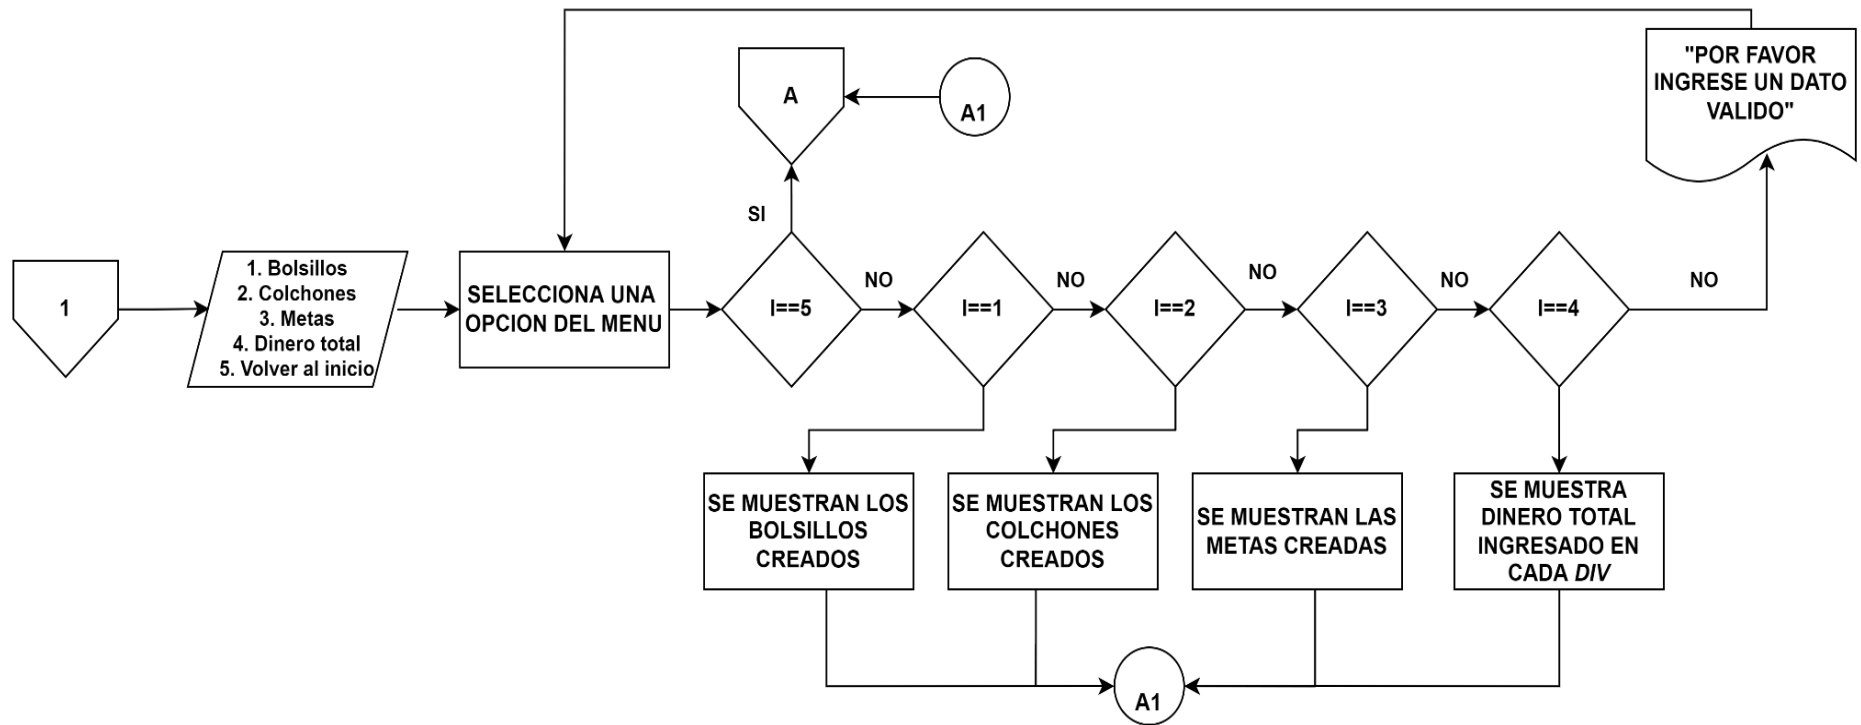 "POR FAVOR
INGRESE UN DATO
VALIDO"
A
A1
SI
1
1. Bolsillos
2. Colchones
3. Metas
4. Dinero total
5. Volver al inicio
SELECCIONA UNA
OPCION DEL MENU
I==5
NO
I==1
NO
I==2
NO
I==3
NO
I==4
NO
SE MUESTRAN LOS
BOLSILLOS
CREADOS
SE MUESTRAN LOS
COLCHONES
CREADOS
SE MUESTRAN LAS
METAS CREADAS
SE MUESTRA
DINERO TOTAL
INGRESADO EN
CADA DIV
A1